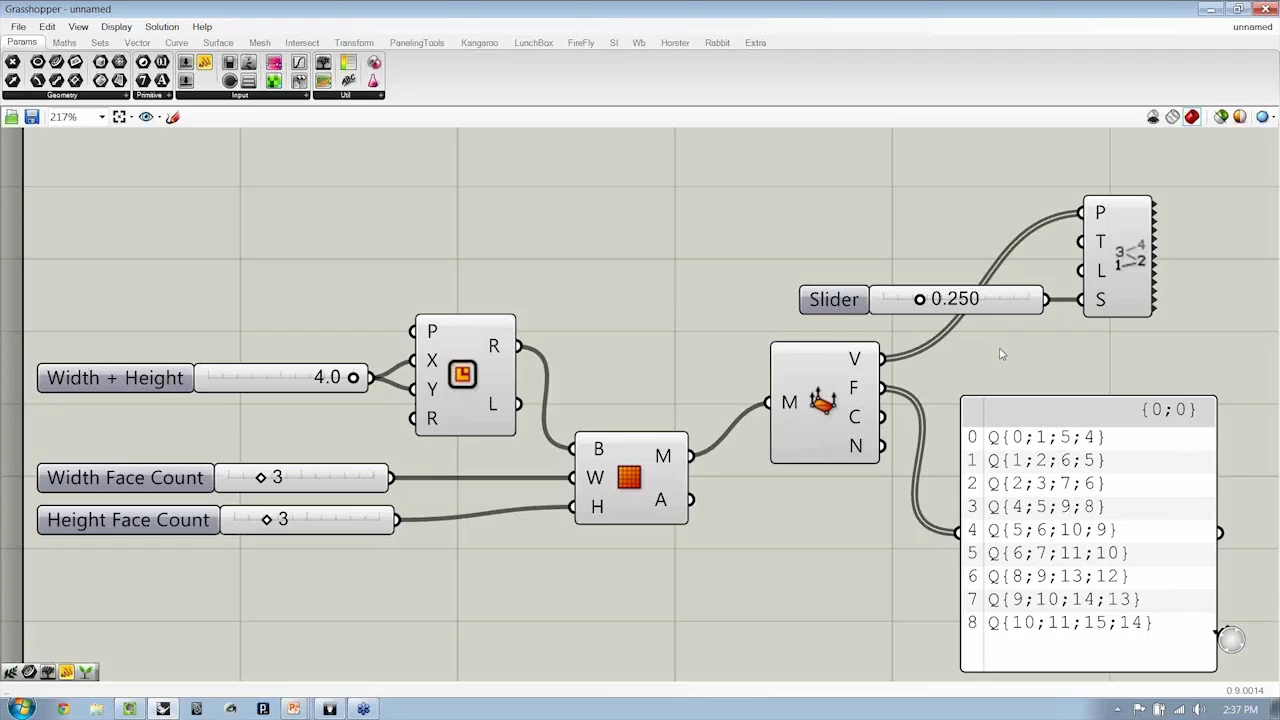 Grasshopper - unnamed
File Edit View Display Solution Help
unnamed
Params Maths Sets Vector Curve Surface Mesh Intersect Transform PanelingTools Kangaroo LunchBox FireFly SI Wb Horster Rabbit Extra
Geometry Primitive Input Util
217%
P
T
L
S
3 4
1 2
Slider 0.250
P
X
Y
R
R
L
Width + Height 4.0
M
V
F
C
N
B
W
H
M
A
Width Face Count 3
Height Face Count 3
{0;0}
0 Q{0;1;5;4}
1 Q{1;2;6;5}
2 Q{2;3;7;6}
3 Q{4;5;9;8}
4 Q{5;6;10;9}
5 Q{6;7;11;10}
6 Q{8;9;13;12}
7 Q{9;10;14;13}
8 Q{10;11;15;14}
0.9.0014
2:37 PM